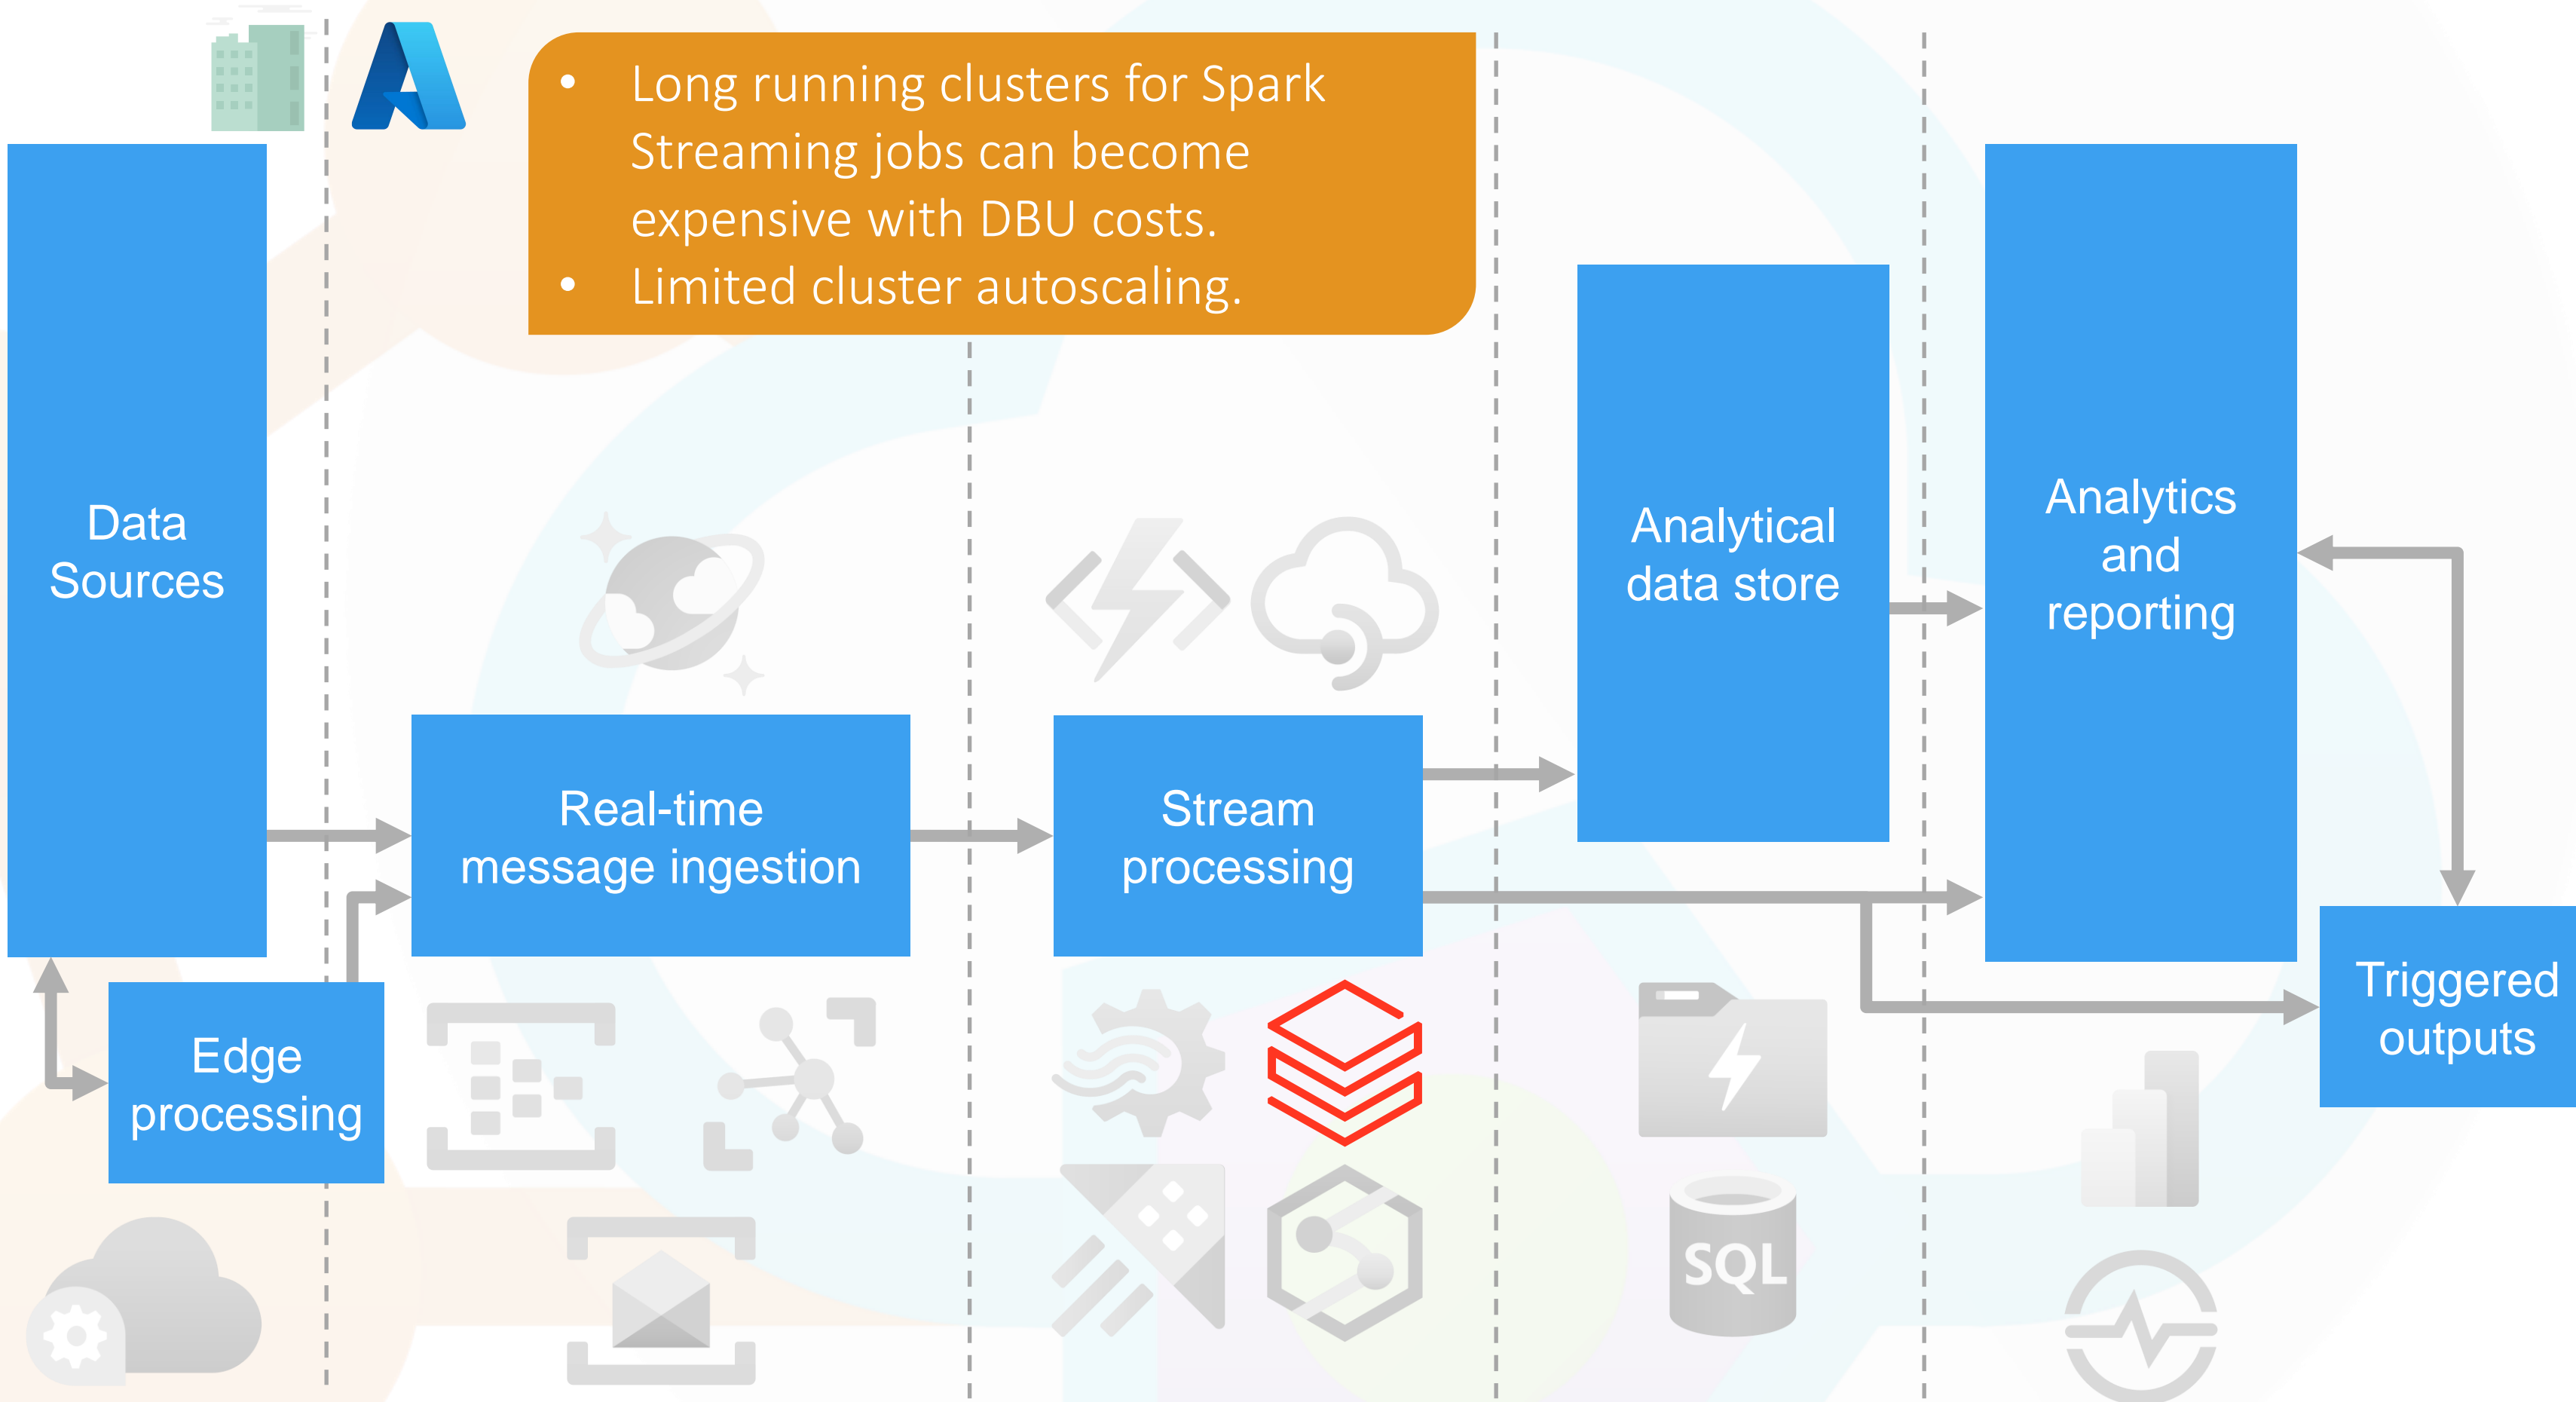 • Long running clusters for Spark
Streaming jobs can become
expensive with DBU costs.
• Limited cluster autoscaling.
Data
Sources
Edge
processing
Real-time
message ingestion
Stream
processing
Analytical
data store
Analytics
and
reporting
Triggered
outputs
SQL